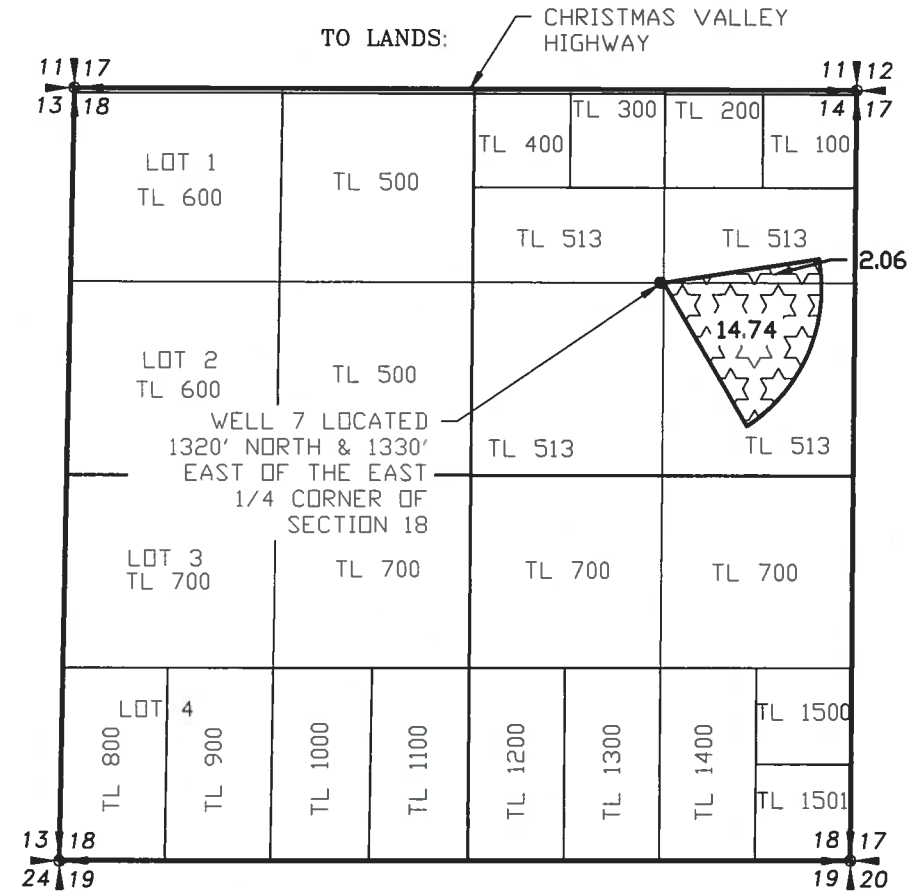 TO LANDS:
CHRISTMAS VALLEY
HIGHWAY
11 17
13 18
11 12
14 17
LOT 1
TL 600
TL 500
TL 400
TL 300
TL 200
TL 100
TL 513
TL 513
2.06
14.74
LOT 2
TL 600
TL 500
WELL 7 LOCATED
1320' NORTH & 1330'
EAST OF THE EAST
1/4 CORNER OF
SECTION 18
TL 513
TL 513
LOT 3
TL 700
TL 700
TL 700
TL 700
LOT 4
TL 800
TL 900
TL 1000
TL 1100
TL 1200
TL 1300
TL 1400
TL 1500
TL 1501
13 18
24 19
18 17
19 20